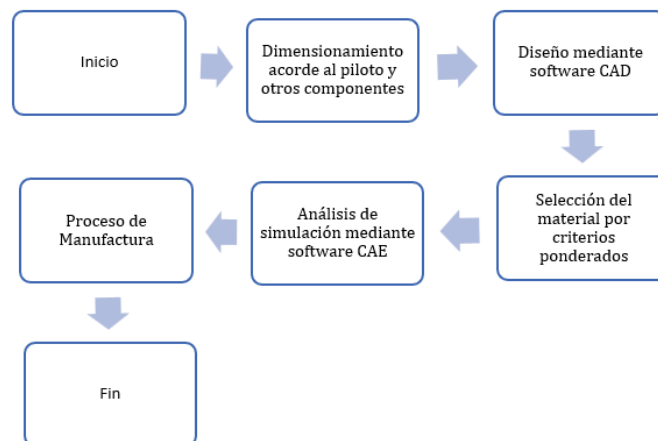 Inicio
Dimensionamiento
acorde al piloto y
otros componentes
Diseño mediante
software CAD
Selección del
material por
criterios
ponderados
Análisis de
simulación mediante
software CAE
Proceso de
Manufactura
Fin